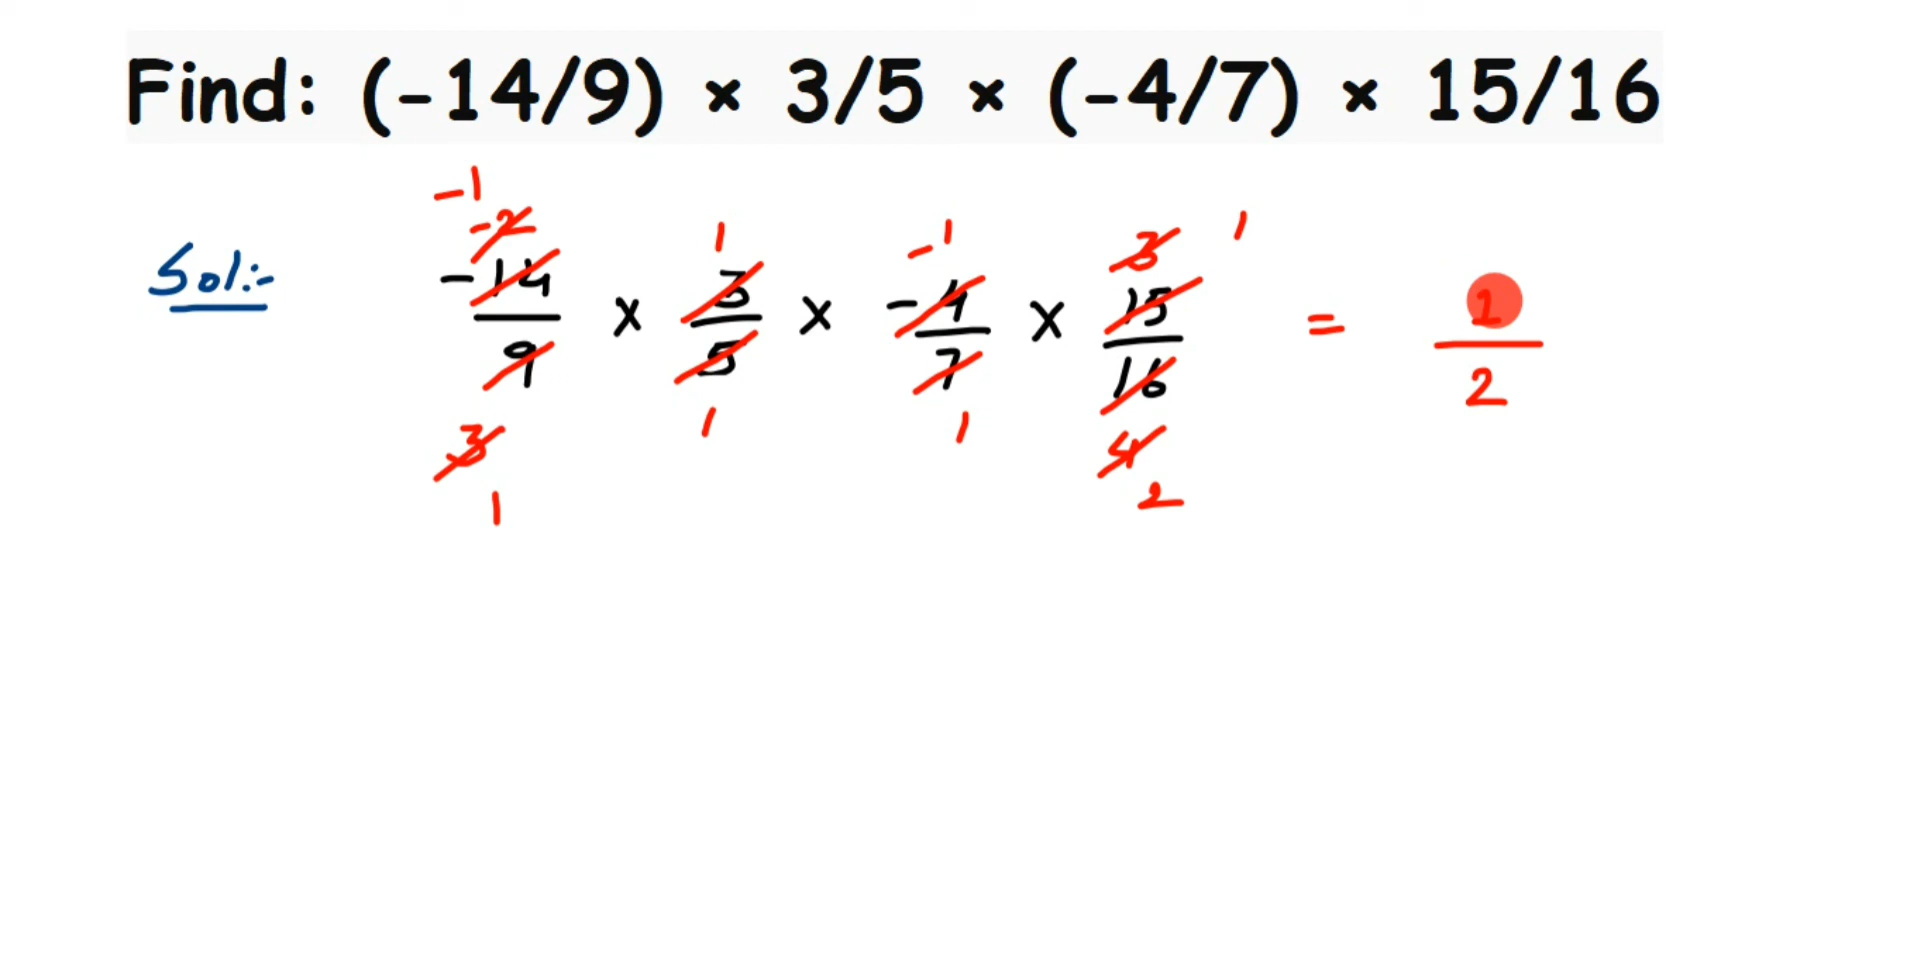 Find: (-14/9) × 3/5 × (-4/7) × 15/16
-1 
-2 1 -1 3 1
Sol:- -14/9 × 3/5 × -4/7 × 15/16 = 1/2
3 1 1 4
1 2